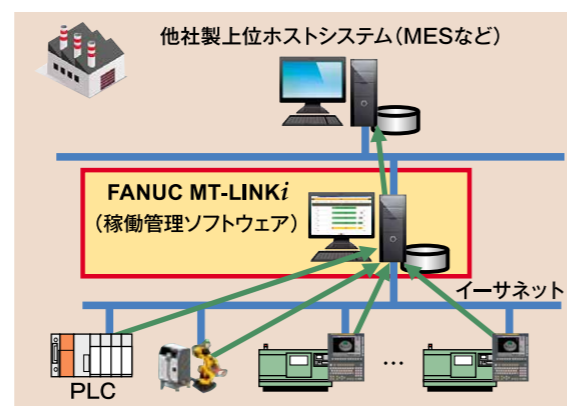 他社製上位ホストシステム（MESなど）
FANUC MT-LINKi
（稼働管理ソフトウェア）
イーサネット
…
PLC